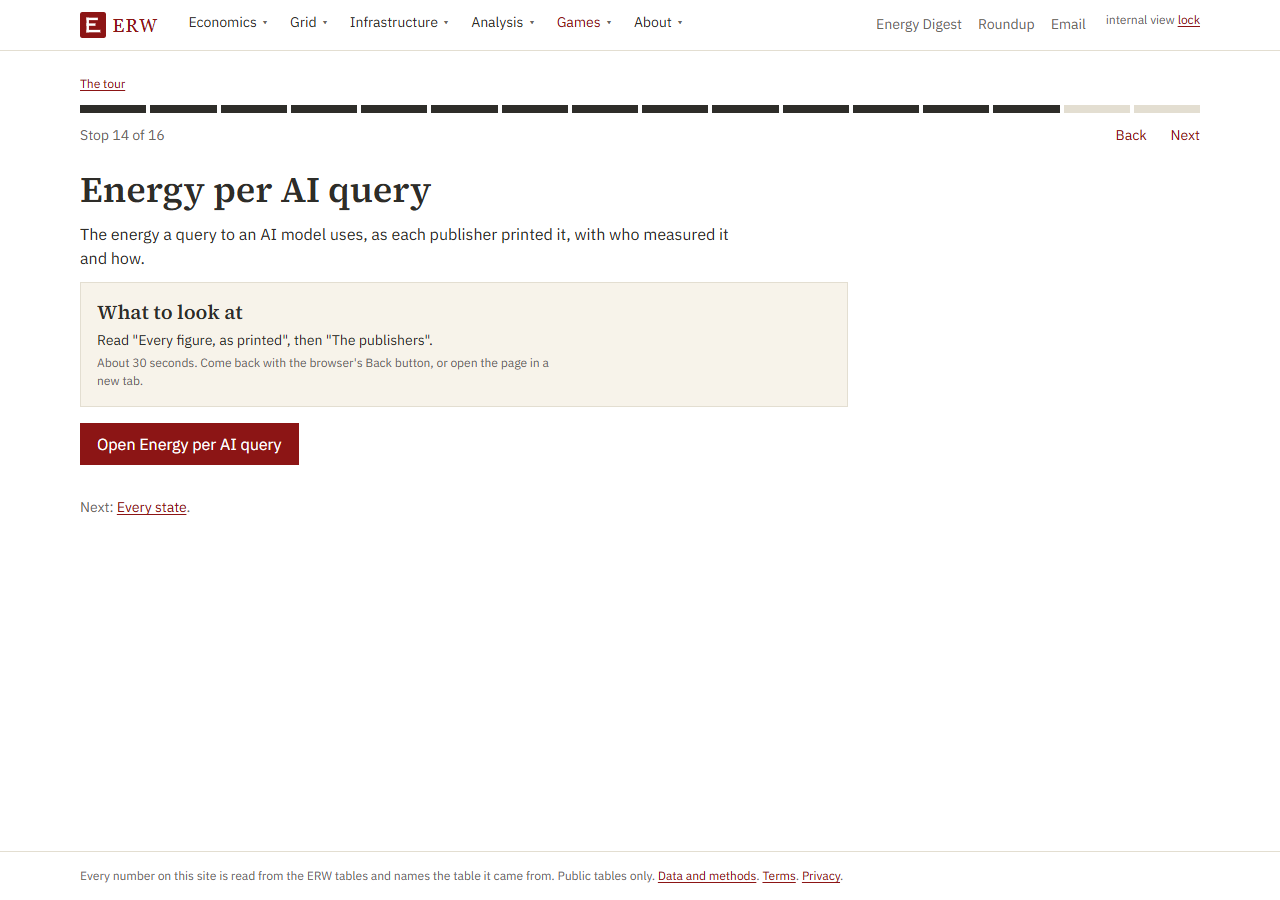 E ERW Economics ▾ Grid ▾ Infrastructure ▾ Analysis ▾ Games ▾ About ▾ Energy Digest Roundup Email internal view lock
The tour
Stop 14 of 16 Back Next
Energy per AI query
The energy a query to an AI model uses, as each publisher printed it, with who measured it
and how.
What to look at
Read "Every figure, as printed", then "The publishers".
About 30 seconds. Come back with the browser's Back button, or open the page in a
new tab.
Open Energy per AI query
Next: Every state.
Every number on this site is read from the ERW tables and names the table it came from. Public tables only. Data and methods. Terms. Privacy.